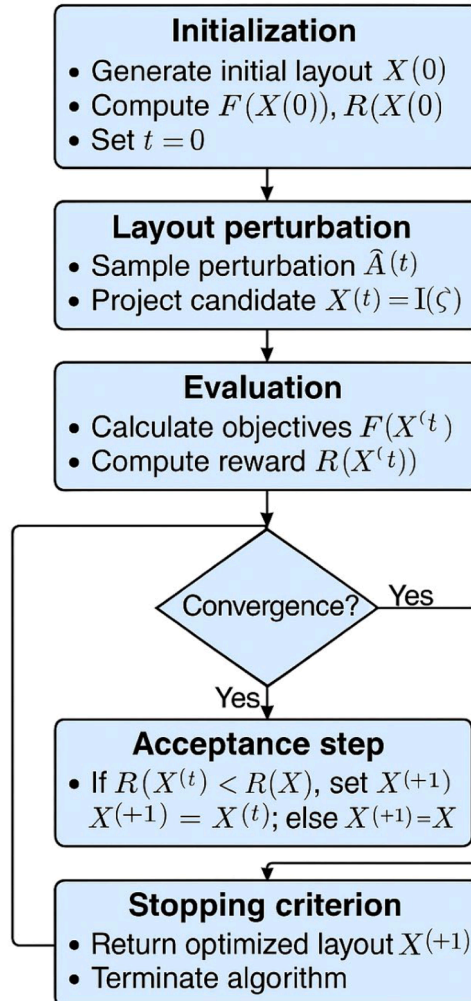 Initialization
• Generate initial layout X(0)
• Compute F(X(0)), R(X(0)
• Set t = 0
Layout perturbation
• Sample perturbation Â(t)
• Project candidate X(t) = I(ζ)
Evaluation
• Calculate objectives F(X⁽t)
• Compute reward R(X⁽t))
Convergence?
Yes
Yes
Acceptance step
• If R(X⁽t) < R(X), set X⁽⁺¹⁾
X⁽⁺¹⁾ = X⁽t⁾; else X⁽⁺¹⁾=X
Stopping criterion
• Return optimized layout X⁽⁺¹⁾
• Terminate algorithm